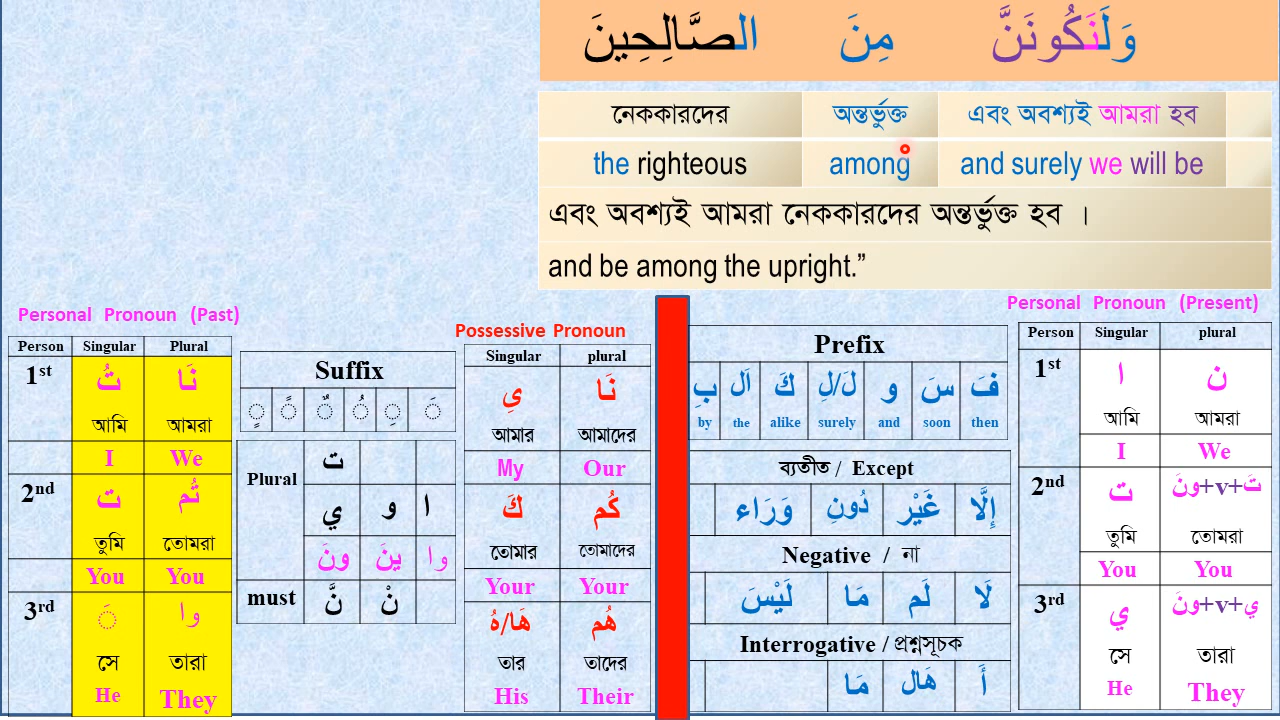 وَلَنَكُونَنَّ مِنَ الصَّالِحِينَ
নেককারদের অন্তর্ভুক্ত এবং অবশ্যই আমরা হব
the righteous among and surely we will be
এবং অবশ্যই আমরা নেককারদের অন্তর্ভুক্ত হব ।
and be among the upright.”
Personal Pronoun (Past)
Person Singular Plural
1st تُ نَا
আমি আমরা
I We
2nd ت تُم
তুমি তোমরা
You You
3rd َ وا
সে তারা
He They
Suffix
ٍ ً ٌ ُ ِ َ
Plural ت
ي و ا
ونَ ينَ وا
must نَّ نْ
Possessive Pronoun
Singular plural
يِ نَا
আমার আমাদের
My Our
كَ كُم
তোমার তোমাদের
Your Your
هَا/هُ هُم
তার তাদের
His Their
Prefix
بِ اَل كَ لَ/لِ و سَ فَ
by the alike surely and soon then
ব্যতীত / Except
وَرَاء دُونِ غَيْر إِلَّا
Negative / না
لَيْسَ مَا لَم لَا
Interrogative / প্রশ্নসূচক
مَا هَال أَ
Personal Pronoun (Present)
Person Singular plural
1st ا ن
আমি আমরা
I We
2nd ت تَ+v+ونَ
তুমি তোমরা
You You
3rd ي ي+v+ونَ
সে তারা
He They